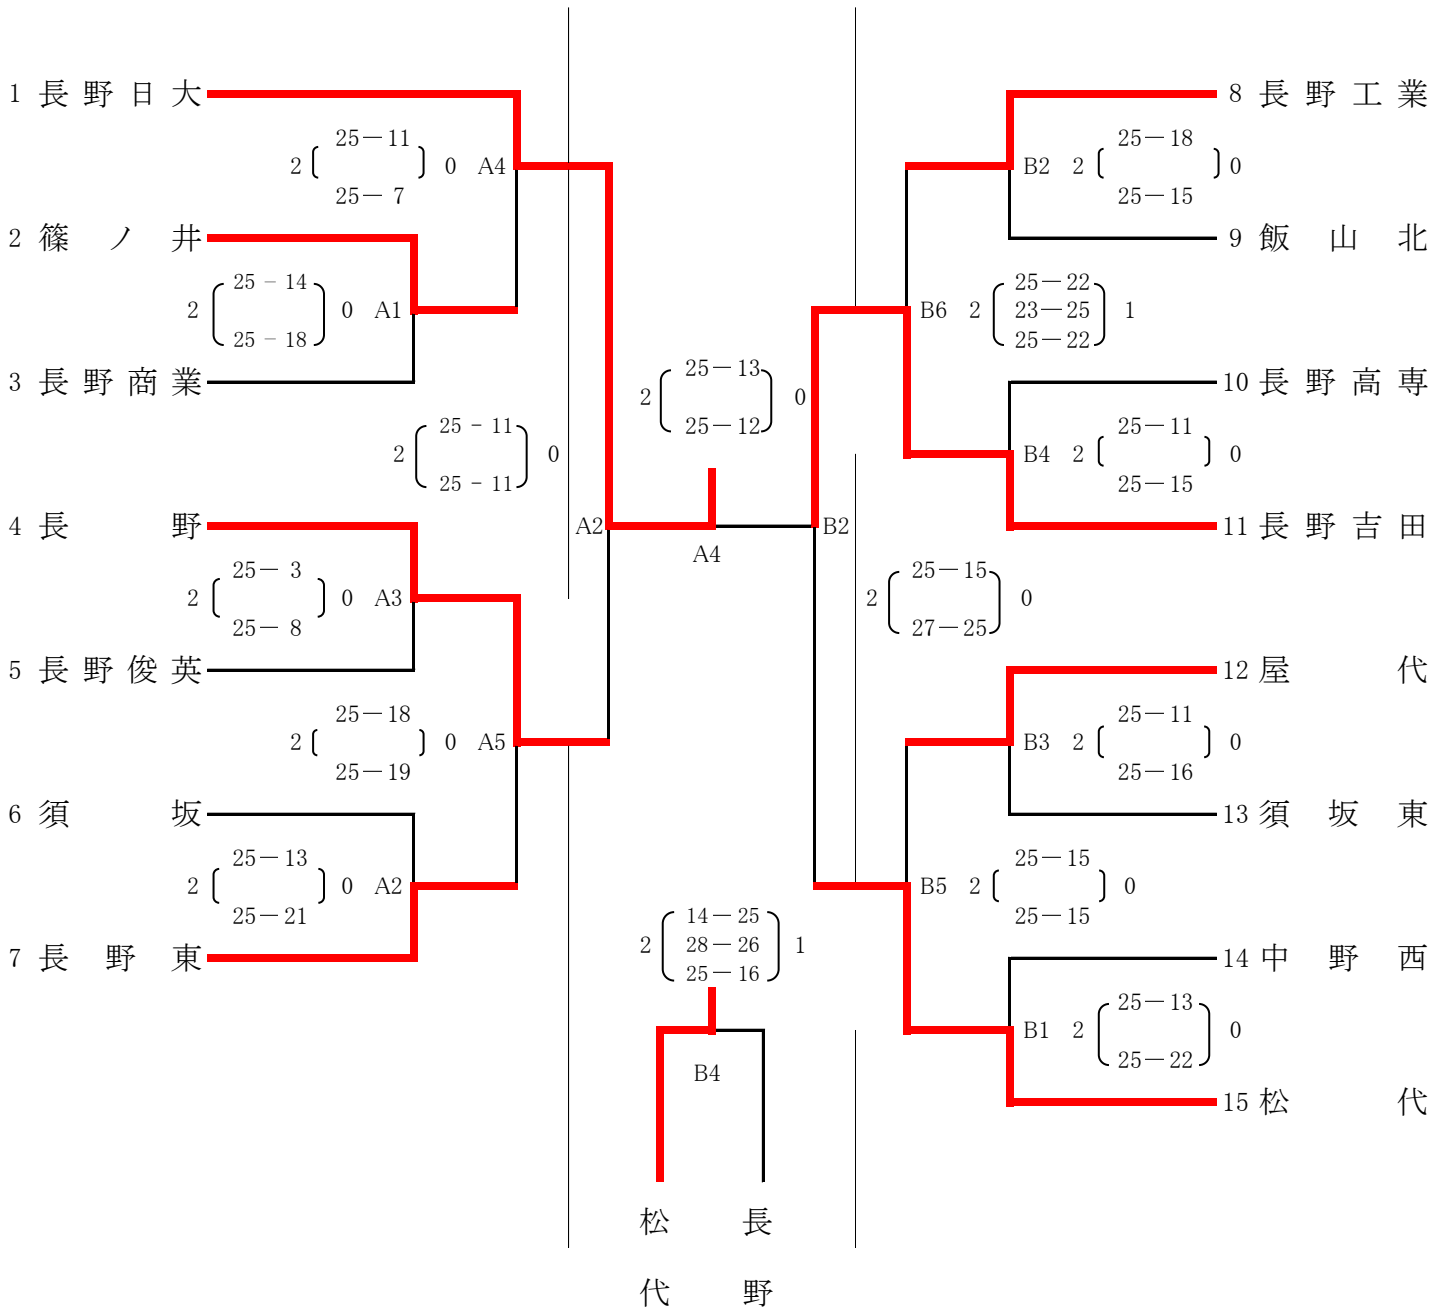 1 長野日大
25－11
2 0 A4
25－ 7
2 篠ノ井
25 － 14
2 0 A1
25 － 18
3 長野商業
25 － 11
2 0
25 － 11
4 長野
25－ 3
2 0 A3
25－ 8
5 長野俊英
25－18
2 0 A5
25－19
6 須坂
25－13
2 0 A2
25－21
7 長野東
A2
25－13
2 0
25－12
A4
B2
14－25
2 28－26 1
25－16
B4
松代
長野
8 長野工業
25－18
B2 2 0
25－15
9 飯山北
25－22
B6 2 23－25 1
25－22
10 長野高専
25－11
B4 2 0
25－15
11 長野吉田
25－15
2 0
27－25
12 屋代
25－11
B3 2 0
25－16
13 須坂東
25－15
B5 2 0
25－15
14 中野西
25－13
B1 2 0
25－22
15 松代